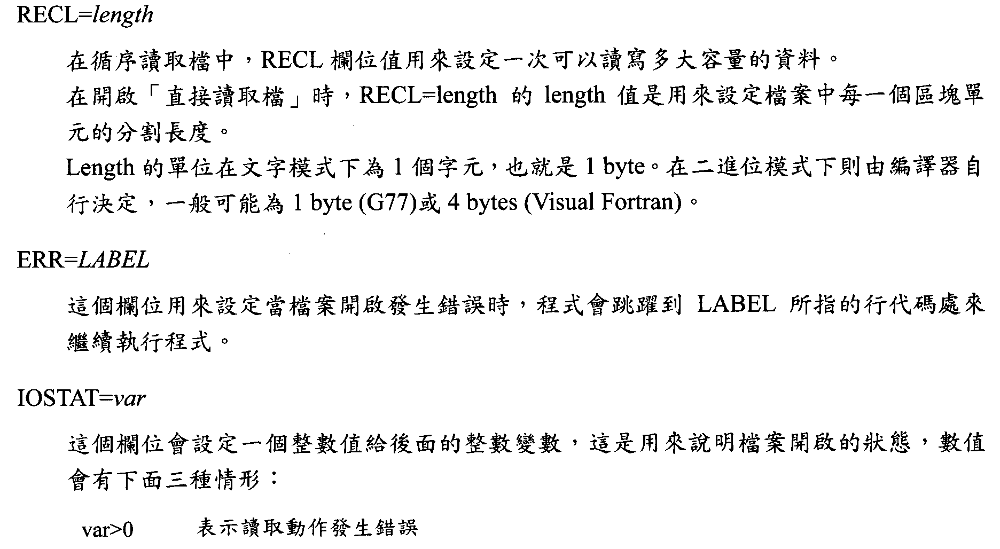 RECL=length
在循序讀取檔中，RECL 欄位值用來設定一次可以讀寫多大容量的資料。
在開啟「直接讀取檔」時，RECL=length 的 length 值是用來設定檔案中每一個區塊單
元的分割長度。
Length 的單位在文字模式下為 1 個字元，也就是 1 byte。在二進位模式下則由編譯器自
行決定，一般可能為 1 byte (G77)或 4 bytes (Visual Fortran)。
ERR=LABEL
這個欄位用來設定當檔案開啟發生錯誤時，程式會跳躍到 LABEL 所指的行代碼處來
繼續執行程式。
IOSTAT=var
這個欄位會設定一個整數值給後面的整數變數，這是用來說明檔案開啟的狀態，數值
會有下面三種情形：
var>0 表示讀取動作發生錯誤